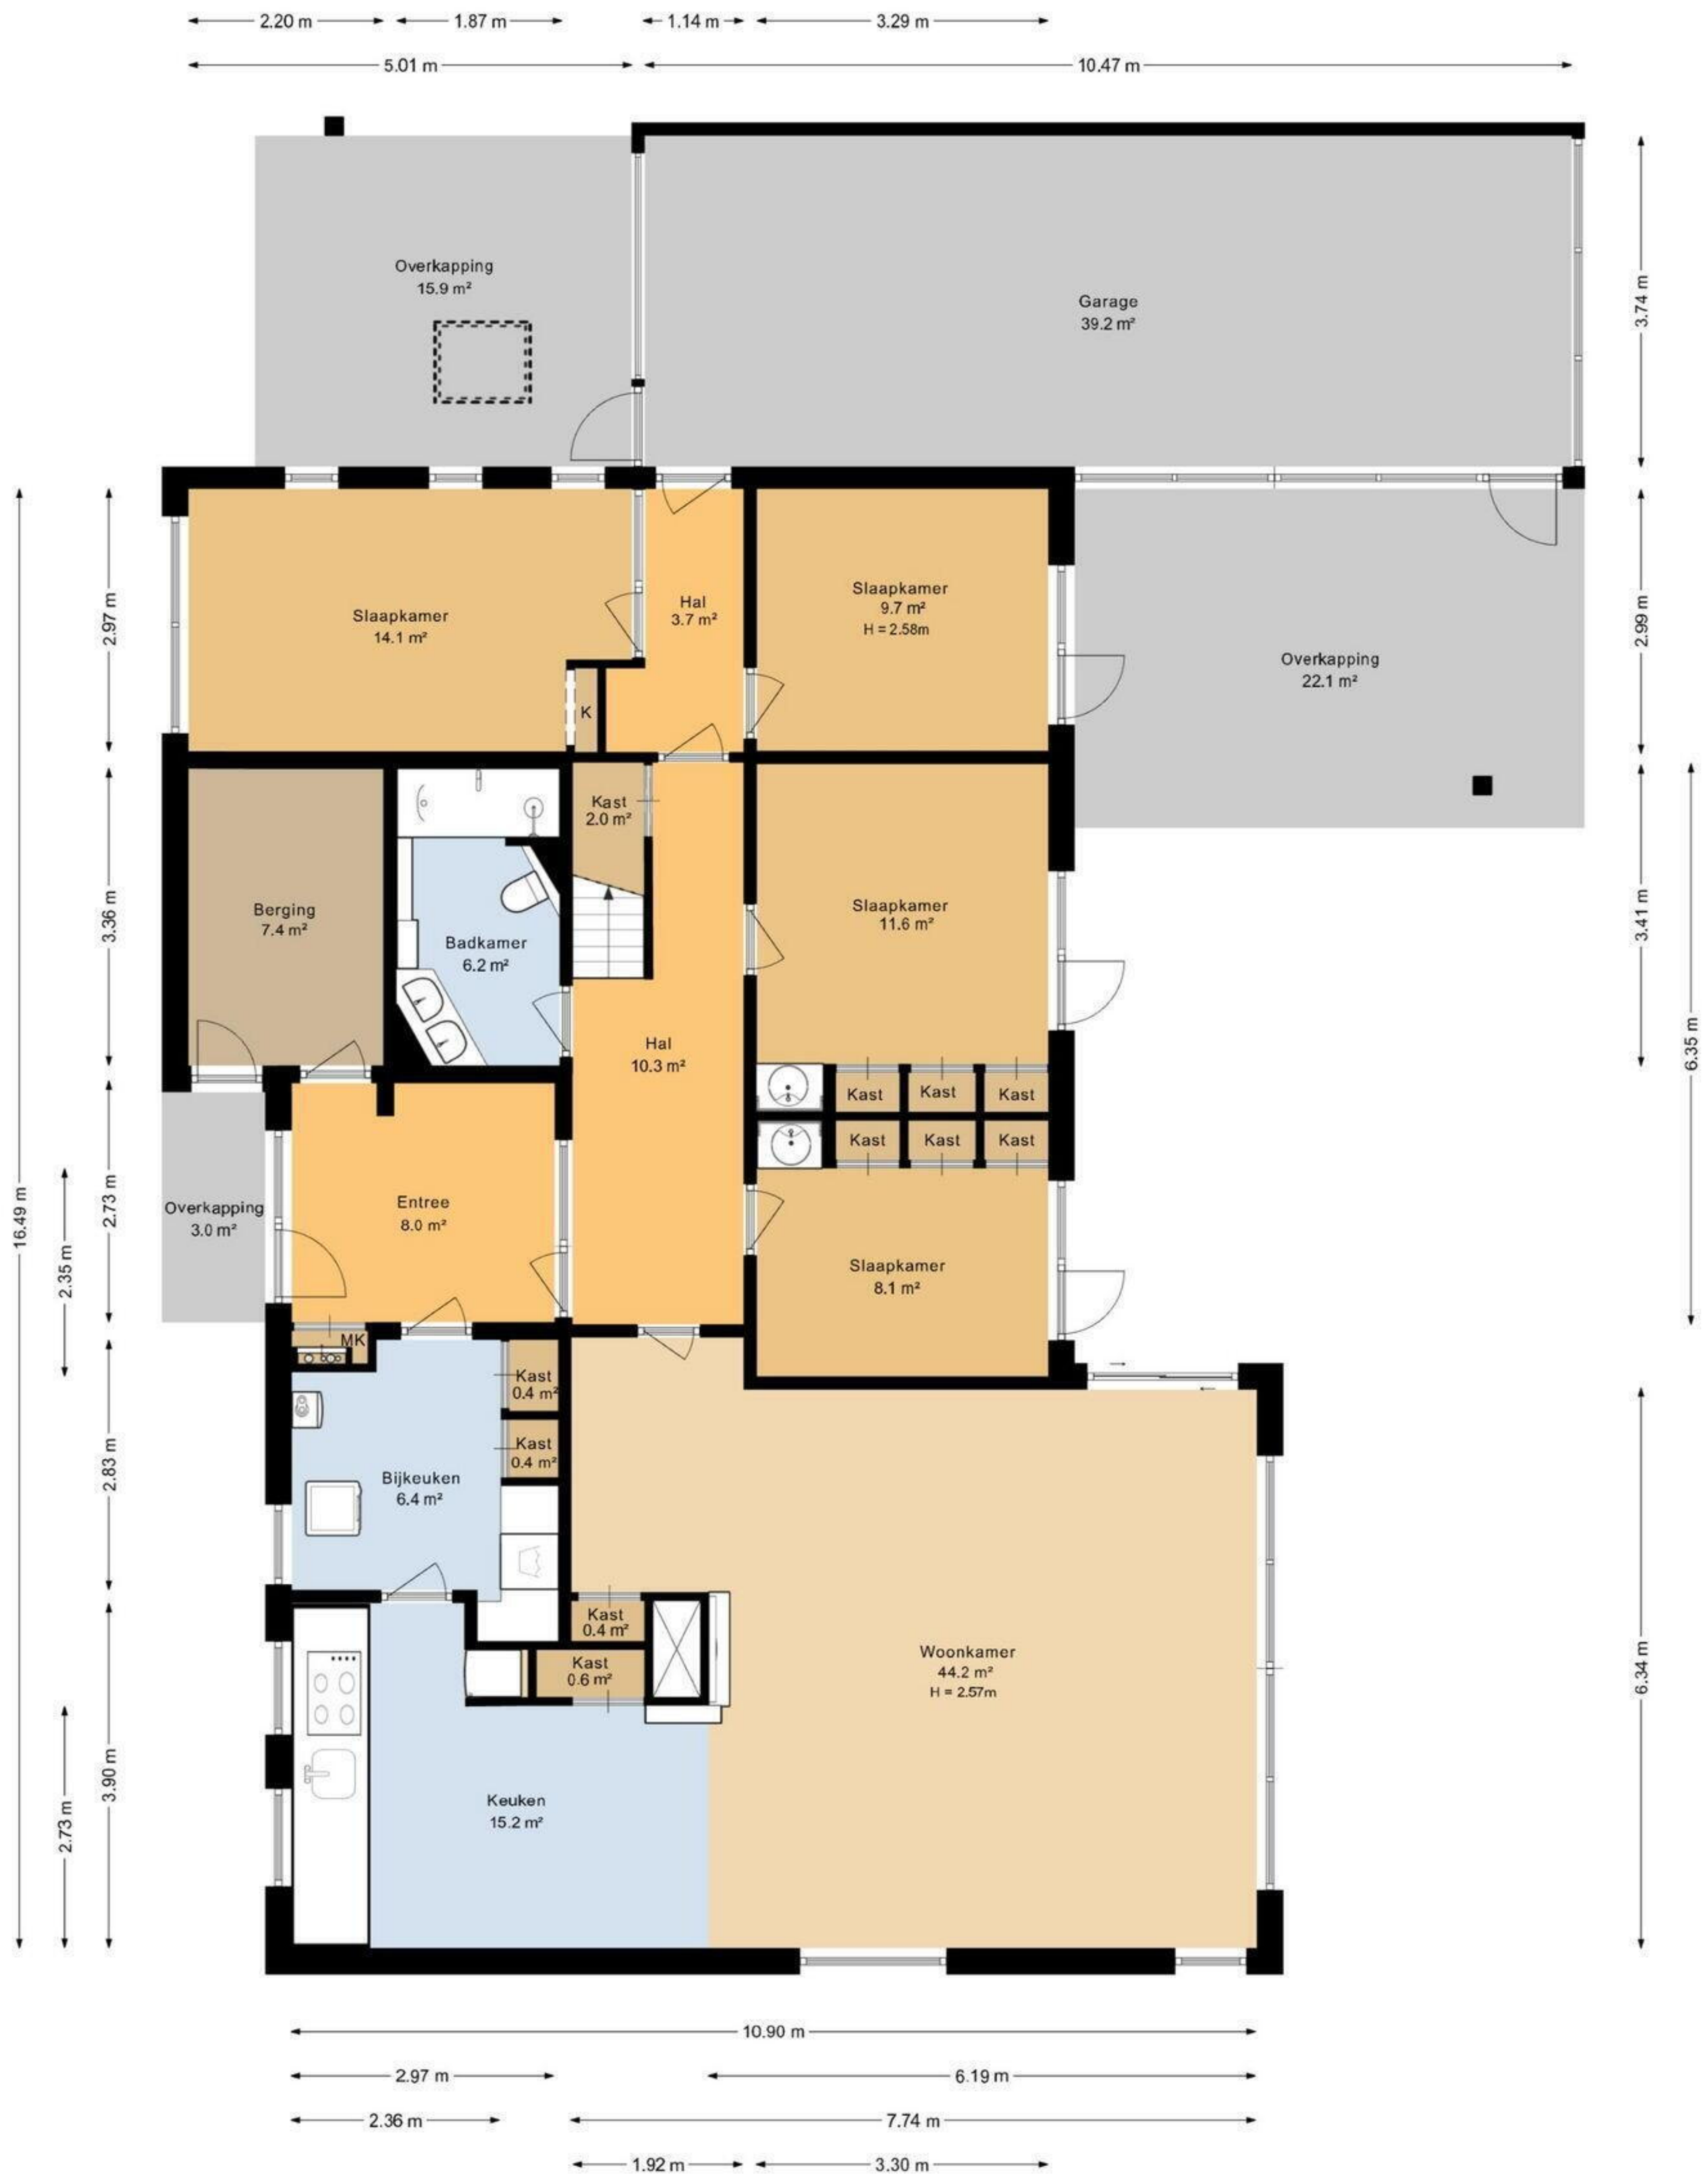 2.20 m
1.87 m
1.14 m
3.29 m
5.01 m
10.47 m
Overkapping
15.9 m²
Garage
39.2 m²
3.74 m
Slaapkamer
14.1 m²
Hal
3.7 m²
Slaapkamer
9.7 m²
H = 2.58m
Overkapping
22.1 m²
K
2.97 m
2.99 m
Kast
2.0 m²
Berging
7.4 m²
Badkamer
6.2 m²
Slaapkamer
11.6 m²
3.36 m
3.41 m
Hal
10.3 m²
6.35 m
Kast
Kast
Kast
Kast
Kast
Kast
Overkapping
3.0 m²
Entree
8.0 m²
16.49 m
2.35 m
2.73 m
Slaapkamer
8.1 m²
MK
Kast
0.4 m²
Kast
0.4 m²
Bijkeuken
6.4 m²
2.83 m
Kast
0.4 m²
Kast
0.6 m²
Woonkamer
44.2 m²
H = 2.57m
6.34 m
Keuken
15.2 m²
2.73 m
3.90 m
10.90 m
2.97 m
6.19 m
2.36 m
7.74 m
1.92 m
3.30 m